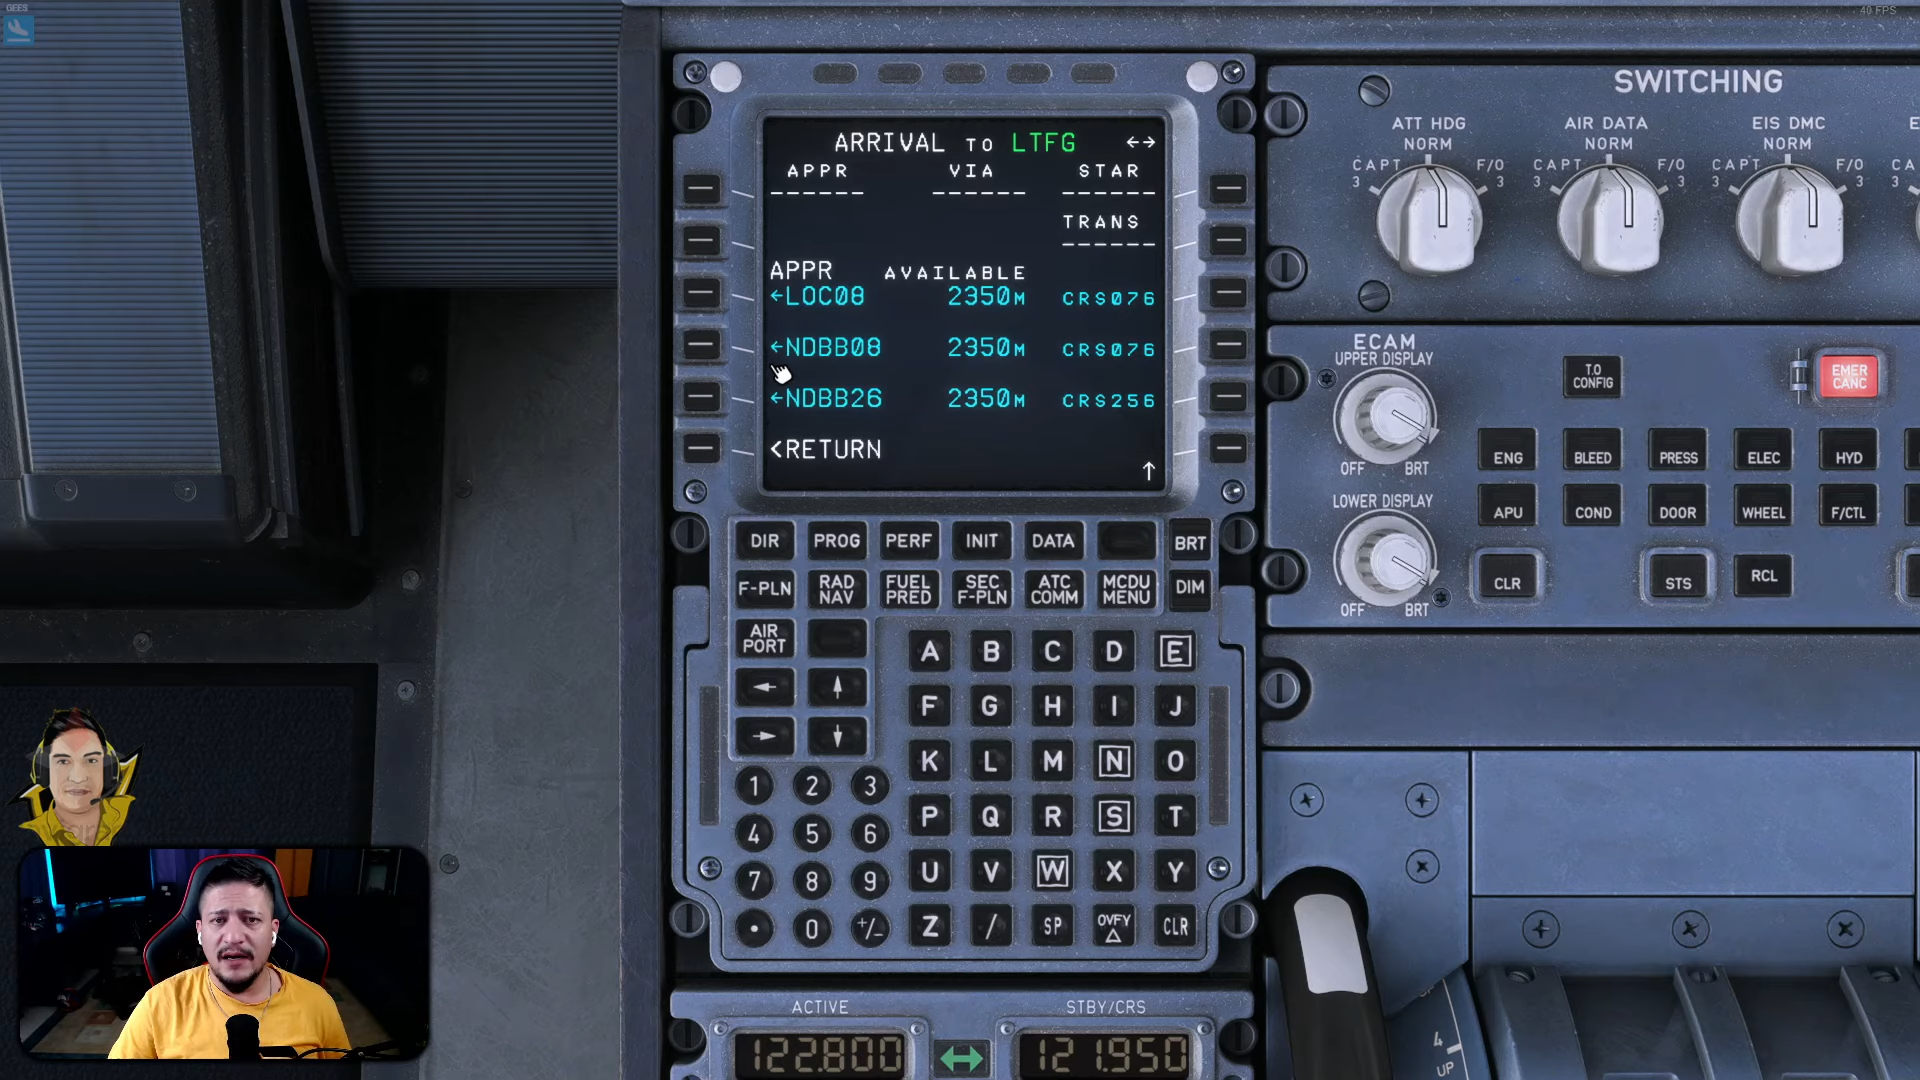 GEES
40 FPS
ARRIVAL TO LTFG ←→
APPR VIA STAR
------ ------ ------
TRANS
------
APPR AVAILABLE
←LOC08 2350M CRS076
←NDBB08 2350M CRS076
←NDBB26 2350M CRS256
<RETURN
↑
DIR PROG PERF INIT DATA BRT
F-PLN RAD NAV FUEL PRED SEC F-PLN ATC COMM MCDU MENU DIM
AIR PORT
← ↑
→ ↓
A B C D E
F G H I J
K L M N O
P Q R S T
U V W X Y
Z / SP OVFY △ CLR
1 2 3
4 5 6
7 8 9
. 0 +/-
ACTIVE STBY/CRS
122.800 121.950
SWITCHING
ATT HDG AIR DATA EIS DMC
NORM NORM NORM
CAPT 3 F/O 3 CAPT 3 F/O 3 CAPT 3 F/O 3
ECAM
UPPER DISPLAY
OFF BRT
T.O CONFIG
EMER CANC
ENG BLEED PRESS ELEC HYD
LOWER DISPLAY
OFF BRT
APU COND DOOR WHEEL F/CTL
CLR STS RCL
4
UP